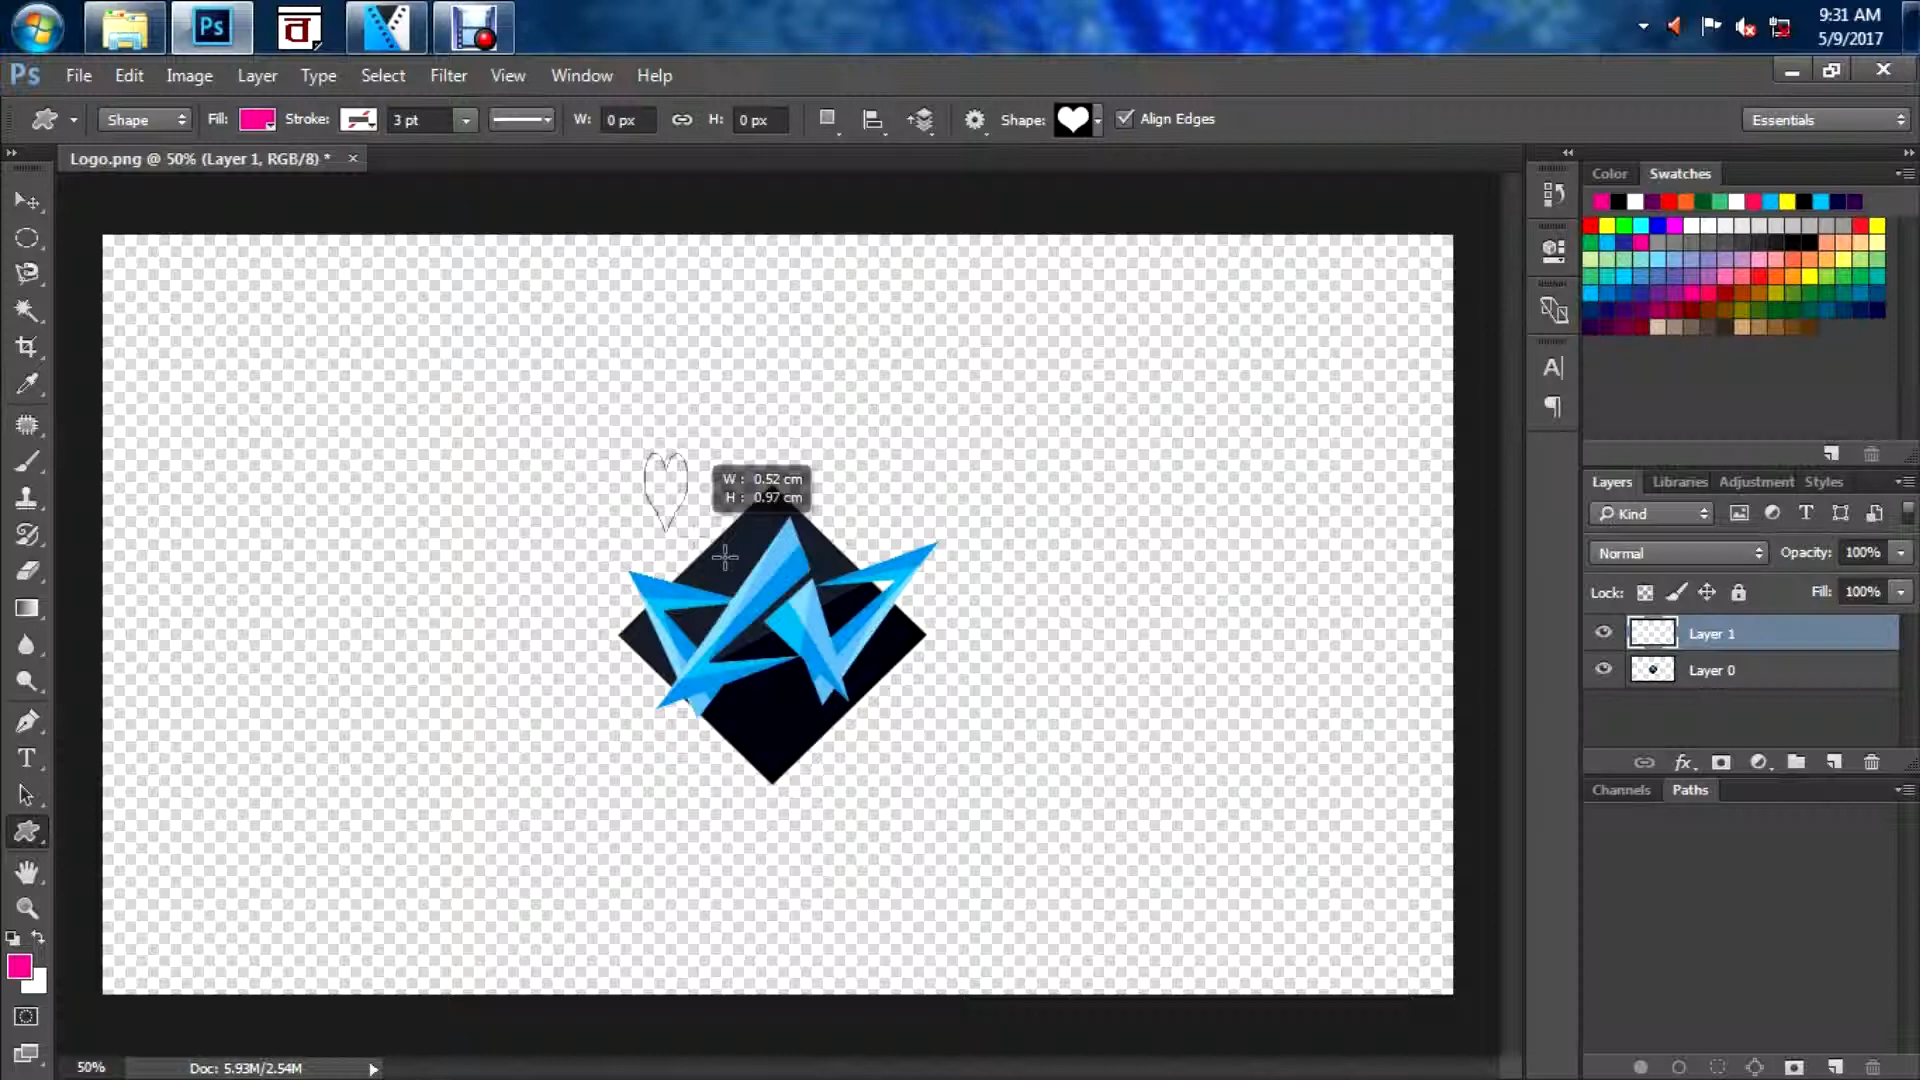 9:31 AM
5/9/2017
Ps
Ps File Edit Image Layer Type Select Filter View Window Help
Shape Fill: Stroke: 3 pt W: 0 px H: 0 px Shape: Align Edges Essentials
Logo.png @ 50% (Layer 1, RGB/8) * ×
Color Swatches
W : 0.52 cm
H : 0.97 cm
Layers Libraries Adjustment Styles
Kind
Normal Opacity: 100%
Lock: Fill: 100%
Layer 1
Layer 0
fx
Channels Paths
50% Doc: 5.93M/2.54M